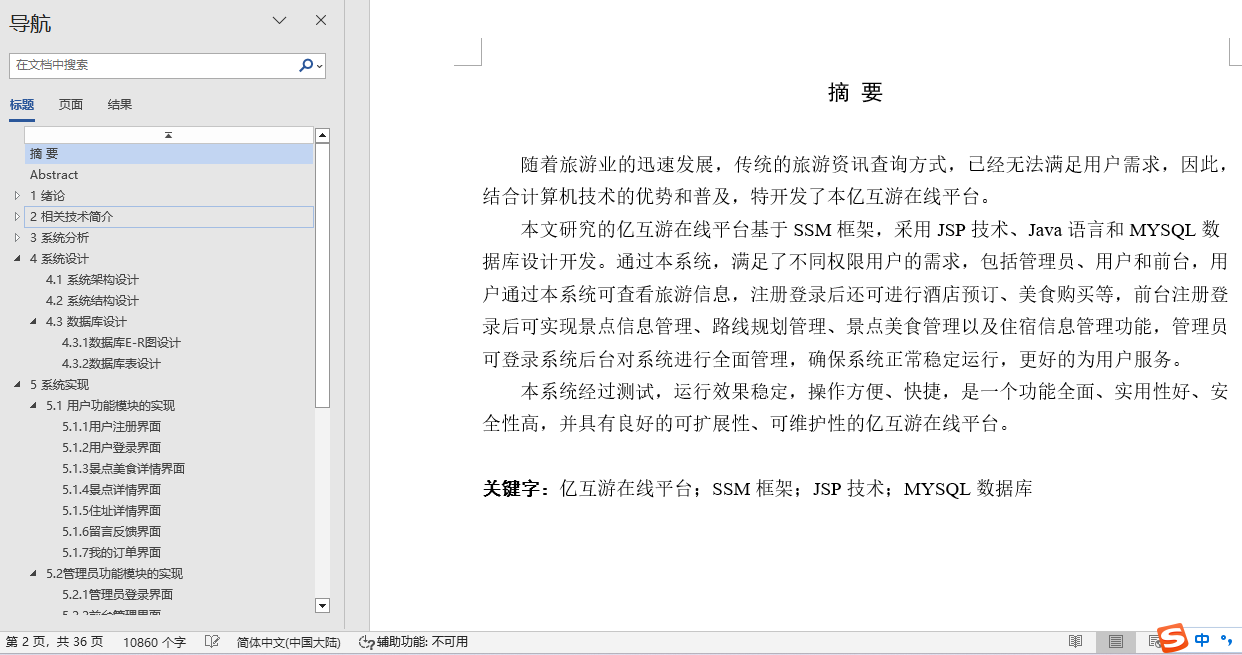 导航
在文档中搜索
标题 页面 结果
摘 要
Abstract
1 绪论
2 相关技术简介
3 系统分析
4 系统设计
4.1 系统架构设计
4.2 系统结构设计
4.3 数据库设计
4.3.1数据库E-R图设计
4.3.2数据库表设计
5 系统实现
5.1 用户功能模块的实现
5.1.1用户注册界面
5.1.2用户登录界面
5.1.3景点美食详情界面
5.1.4景点详情界面
5.1.5住址详情界面
5.1.6留言反馈界面
5.1.7我的订单界面
5.2管理员功能模块的实现
5.2.1管理员登录界面
5.2.2前台管理界面
摘 要
随着旅游业的迅速发展，传统的旅游资讯查询方式，已经无法满足用户需求，因此，
结合计算机技术的优势和普及，特开发了本亿互游在线平台。
本文研究的亿互游在线平台基于 SSM 框架，采用 JSP 技术、Java 语言和 MYSQL 数
据库设计开发。通过本系统，满足了不同权限用户的需求，包括管理员、用户和前台，用
户通过本系统可查看旅游信息，注册登录后还可进行酒店预订、美食购买等，前台注册登
录后可实现景点信息管理、路线规划管理、景点美食管理以及住宿信息管理功能，管理员
可登录系统后台对系统进行全面管理，确保系统正常稳定运行，更好的为用户服务。
本系统经过测试，运行效果稳定，操作方便、快捷，是一个功能全面、实用性好、安
全性高，并具有良好的可扩展性、可维护性的亿互游在线平台。
关键字：亿互游在线平台；SSM 框架；JSP 技术；MYSQL 数据库
第 2 页，共 36 页 10860 个字 简体中文(中国大陆) 辅助功能: 不可用 S 中